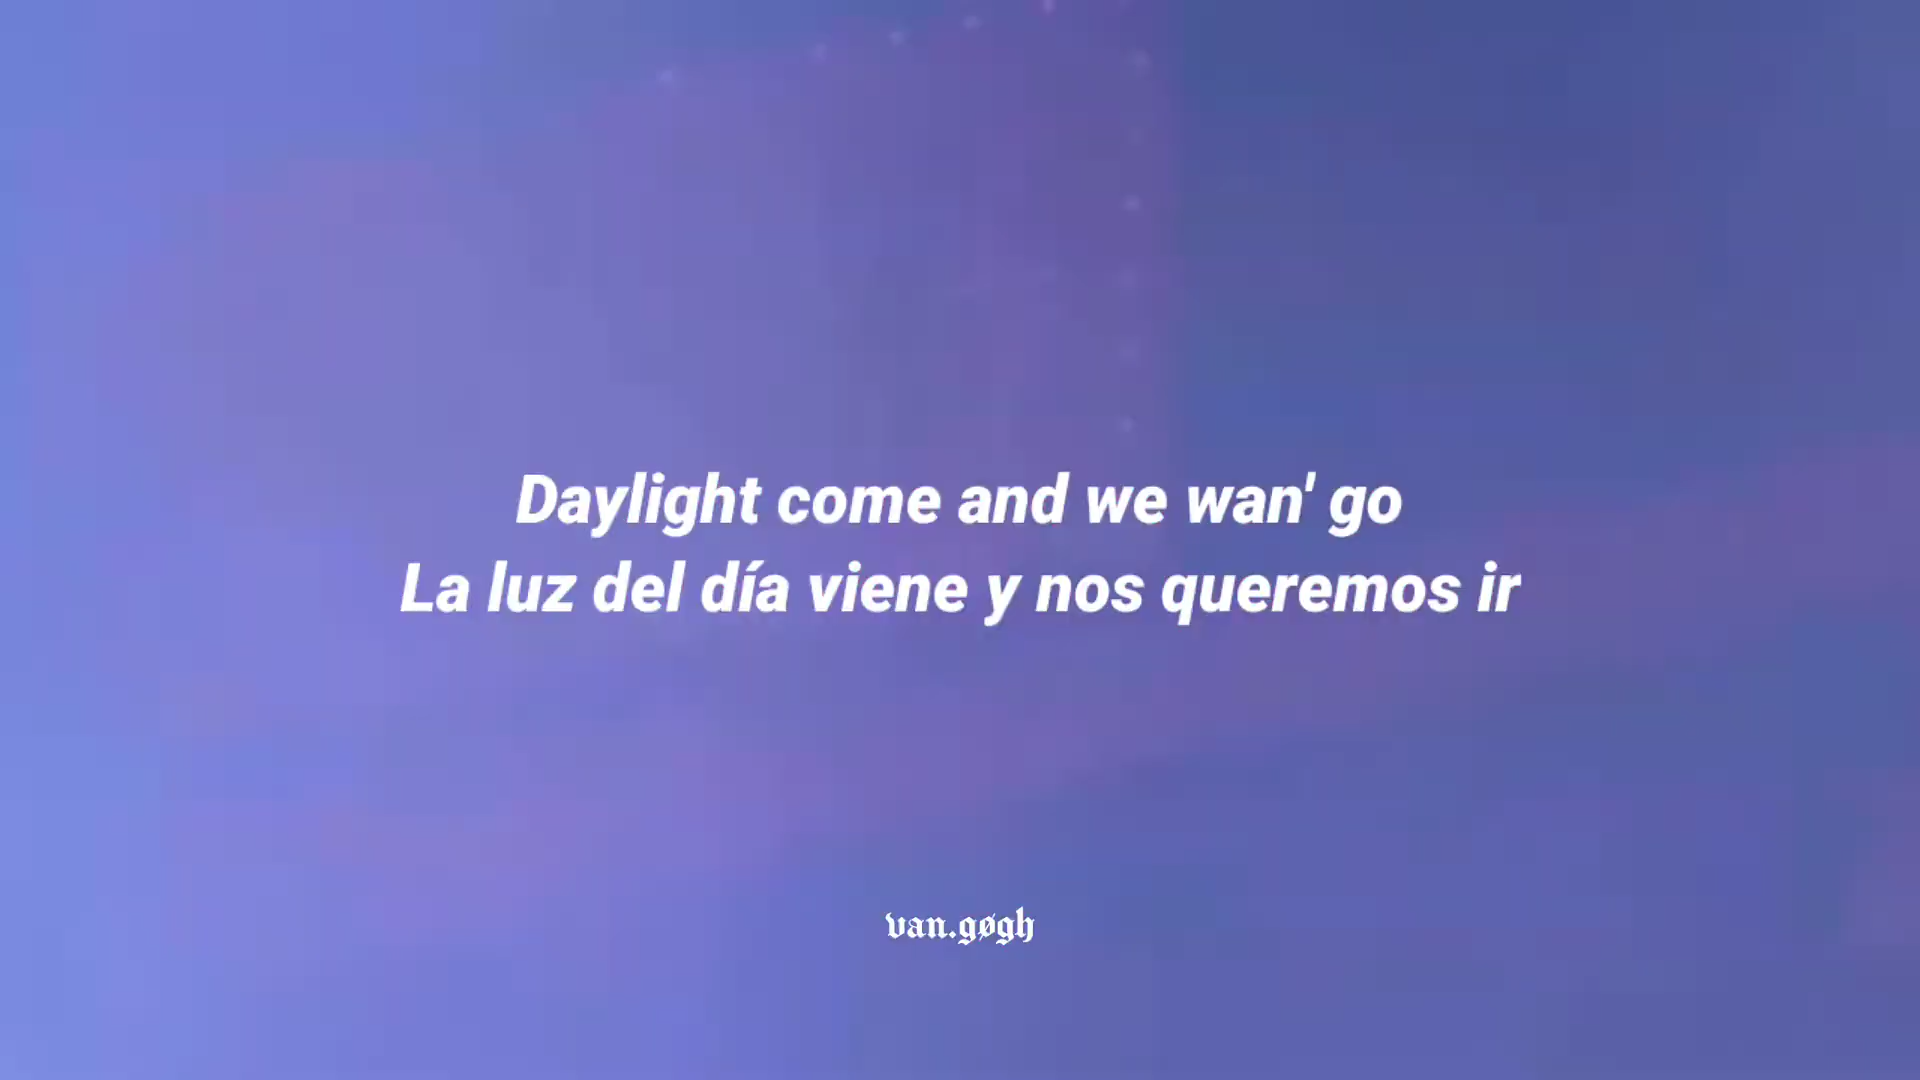 Daylight come and we wan' go
La luz del día viene y nos queremos ir
van.gøgh